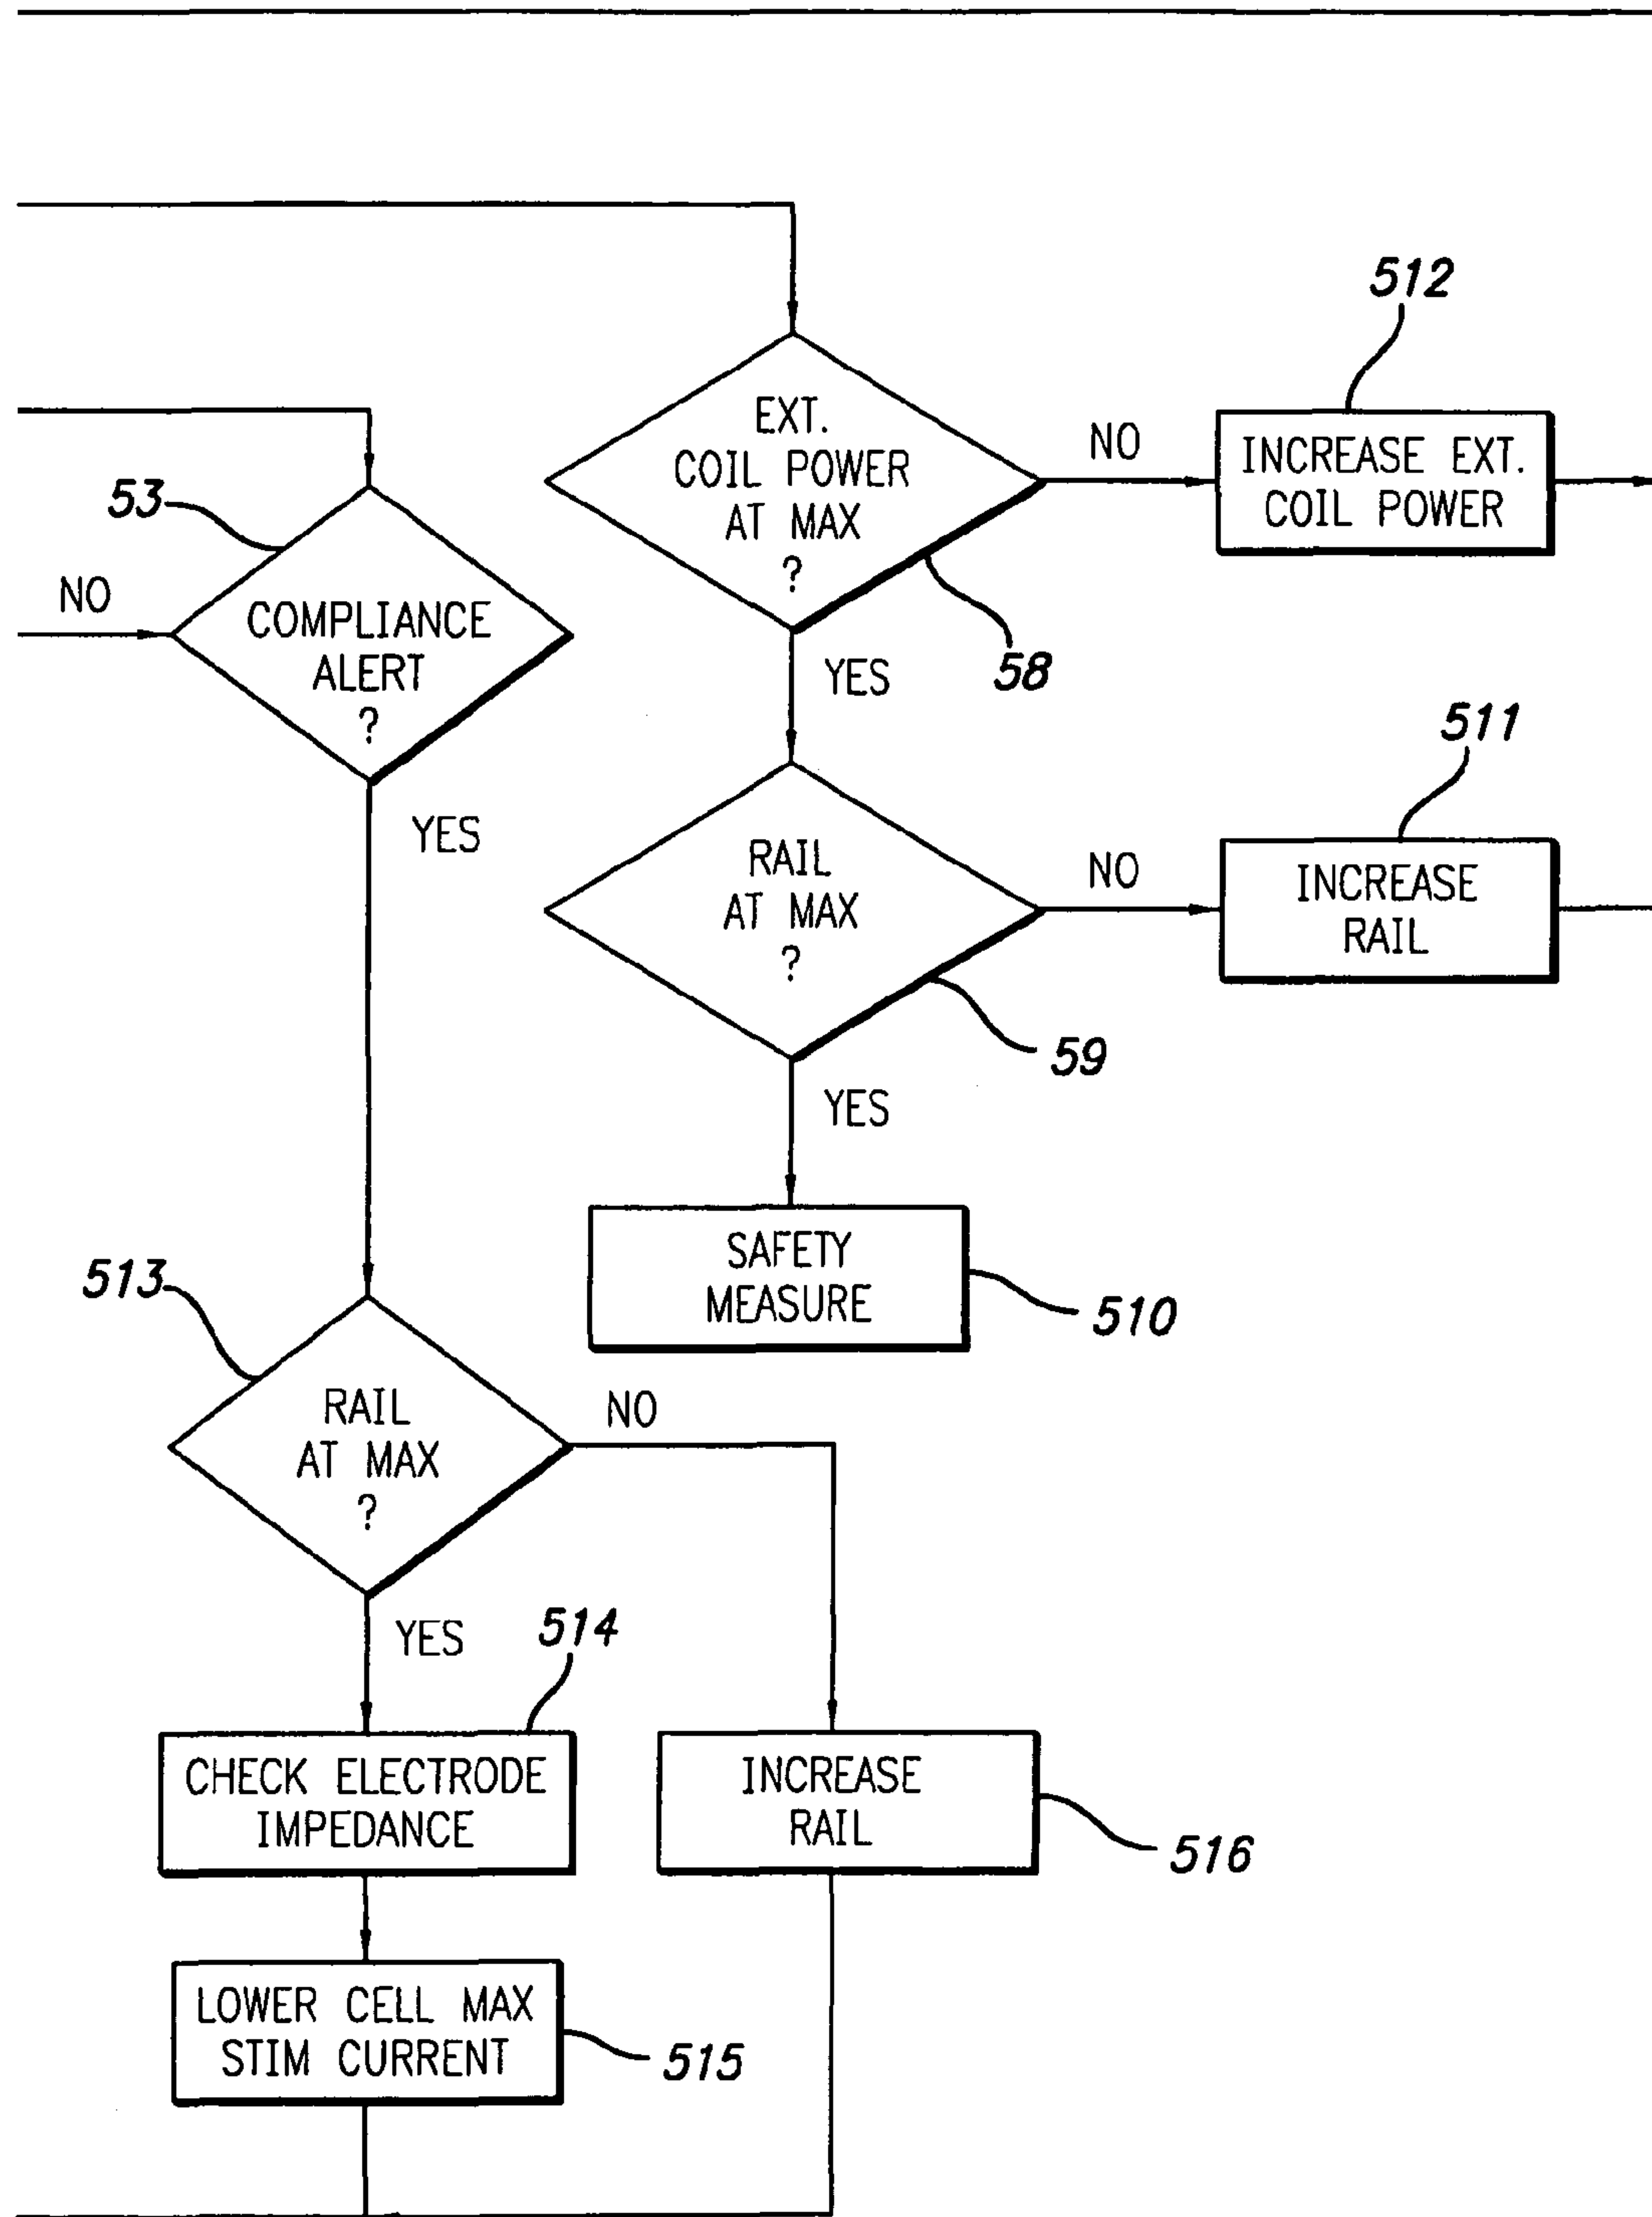 512
EXT.
COIL POWER
AT MAX
?
NO
INCREASE EXT.
COIL POWER
53
NO
COMPLIANCE
ALERT
?
58
YES
YES
511
RAIL
AT MAX
?
NO
INCREASE
RAIL
59
YES
SAFETY
MEASURE
510
513
RAIL
AT MAX
?
NO
YES
514
CHECK ELECTRODE
IMPEDANCE
INCREASE
RAIL
516
LOWER CELL MAX
STIM CURRENT
515